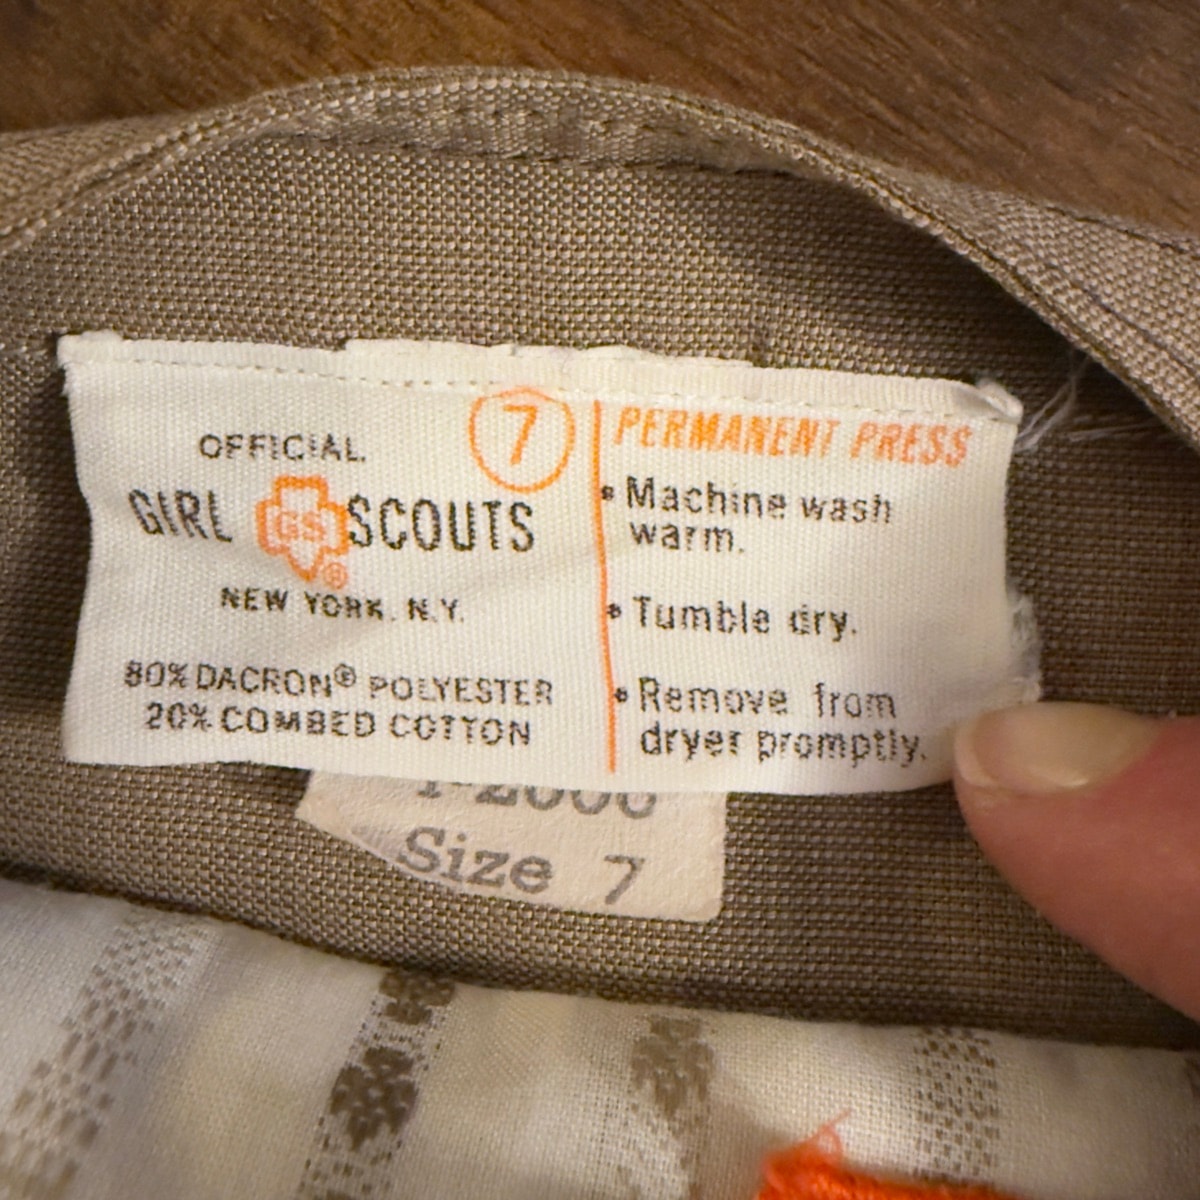 OFFICIAL
7
GIRL GS SCOUTS
®
NEW YORK, N.Y.
80% DACRON® POLYESTER
20% COMBED COTTON
PERMANENT PRESS
• Machine wash
warm.
• Tumble dry.
• Remove from
dryer promptly.
Size 7